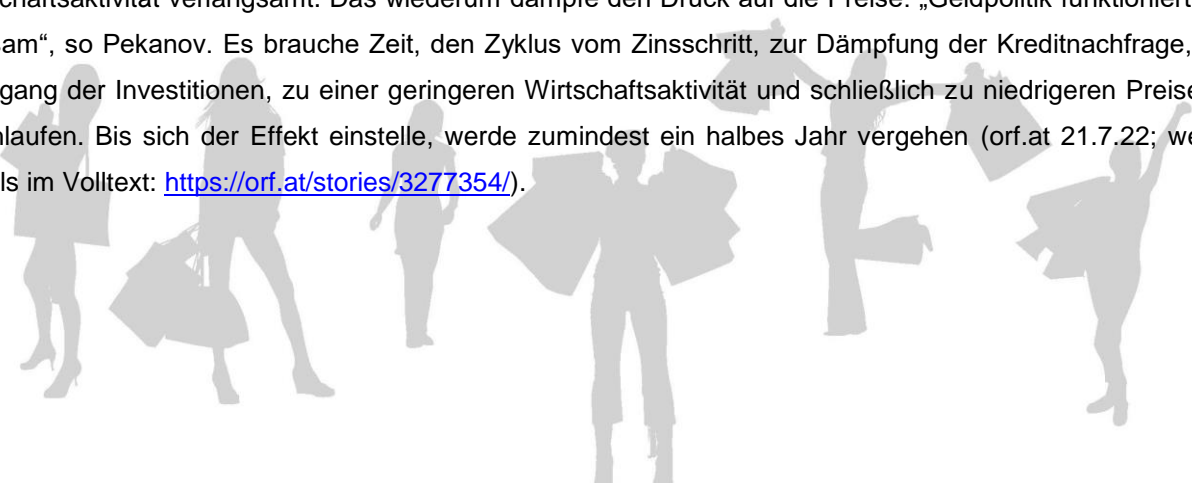 chaftsaktivität verlangsamt. Das wiederum dämpfe den Druck auf die Preise. „Geldpolitik funktioniert
sam“, so Pekanov. Es brauche Zeit, den Zyklus vom Zinsschritt, zur Dämpfung der Kreditnachfrage,
gang der Investitionen, zu einer geringeren Wirtschaftsaktivität und schließlich zu niedrigeren Preise
nlaufen. Bis sich der Effekt einstelle, werde zumindest ein halbes Jahr vergehen (orf.at 21.7.22; we
ls im Volltext: https://orf.at/stories/3277354/).